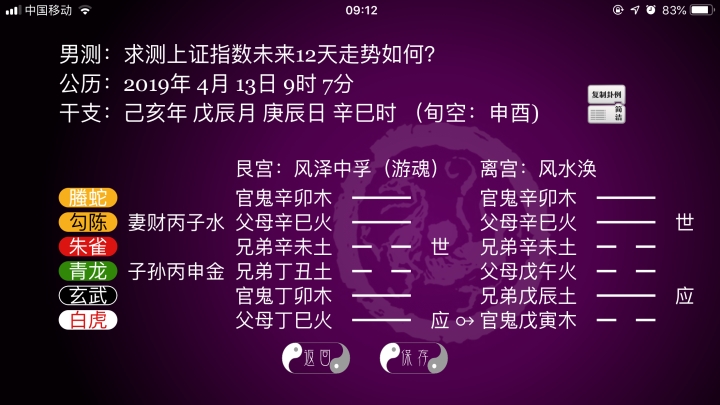 中国移动 09:12 83%
男测：求测上证指数未来12天走势如何？
公历：2019年 4月 13日 9时 7分
干支：己亥年 戊辰月 庚辰日 辛巳时 （旬空：申酉）
复制卦例
简洁
艮宫：风泽中孚（游魂） 离宫：风水涣
螣蛇 官鬼辛卯木 官鬼辛卯木
勾陈 妻财丙子水 父母辛巳火 父母辛巳火 世
朱雀 兄弟辛未土 世 兄弟辛未土
青龙 子孙丙申金 兄弟丁丑土 父母戊午火
玄武 官鬼丁卯木 兄弟戊辰土 应
白虎 父母丁巳火 应 官鬼戊寅木
返回 保存